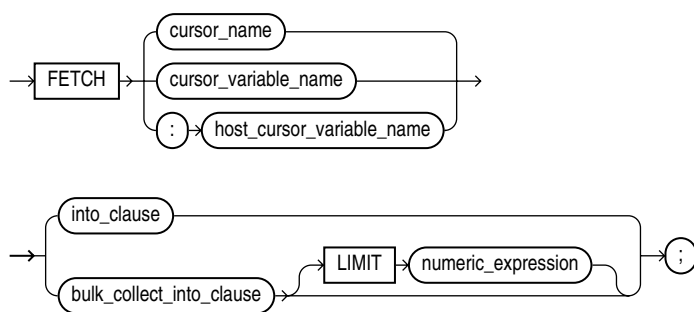 cursor_name
FETCH cursor_variable_name
: host_cursor_variable_name
into_clause
LIMIT numeric_expression ;
bulk_collect_into_clause